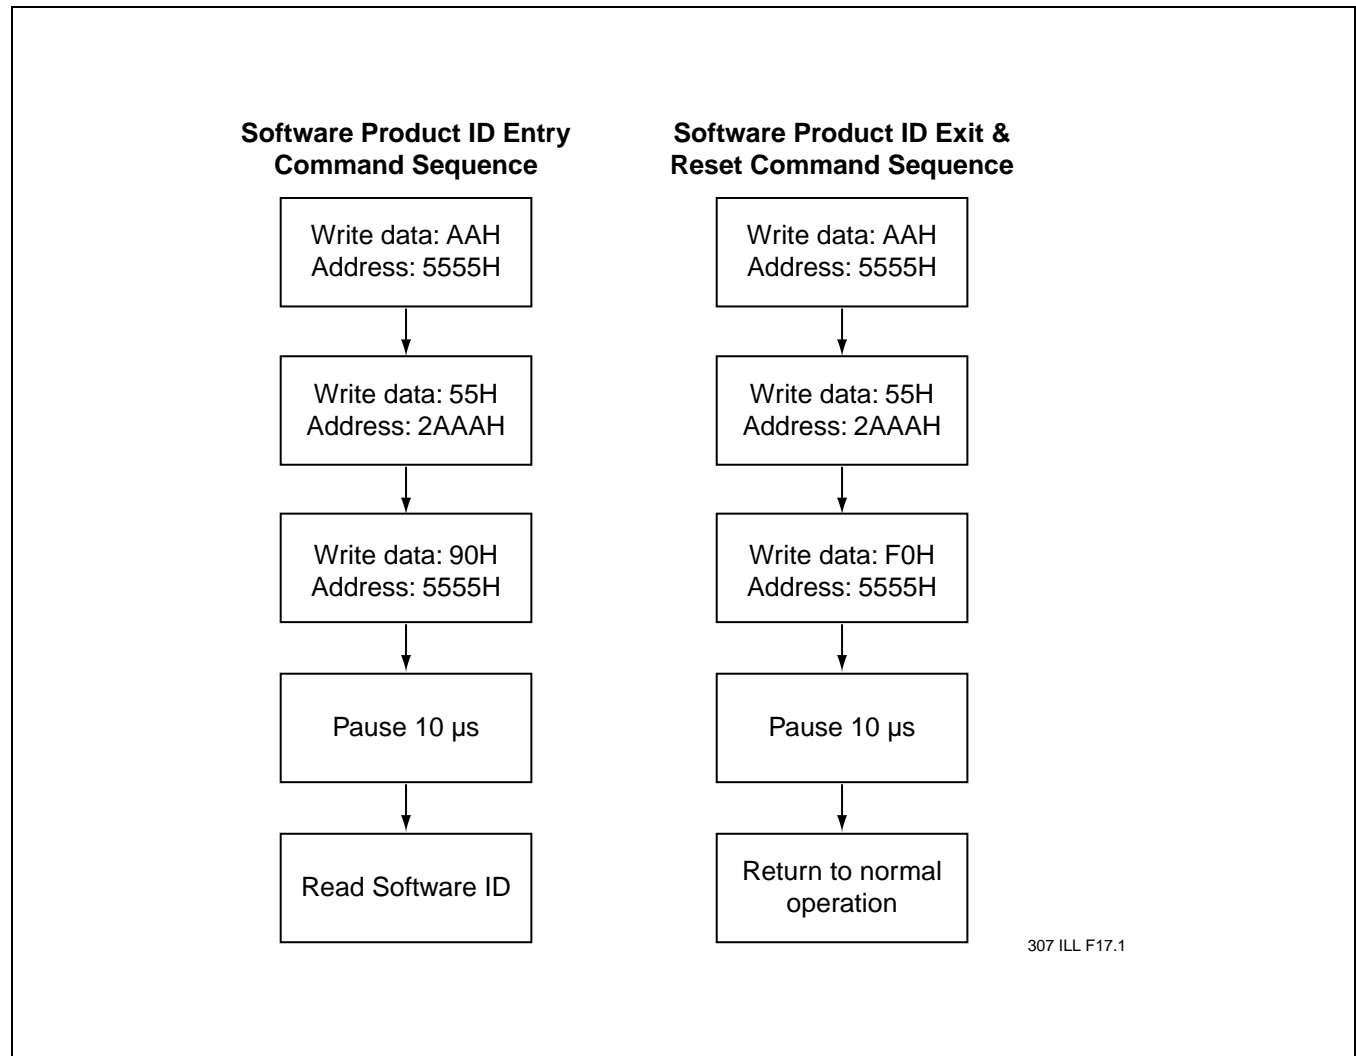 Software Product ID Entry
Command Sequence
Write data: AAH
Address: 5555H
Write data: 55H
Address: 2AAAH
Write data: 90H
Address: 5555H
Pause 10 µs
Read Software ID
Software Product ID Exit &
Reset Command Sequence
Write data: AAH
Address: 5555H
Write data: 55H
Address: 2AAAH
Write data: F0H
Address: 5555H
Pause 10 µs
Return to normal
operation
307 ILL F17.1